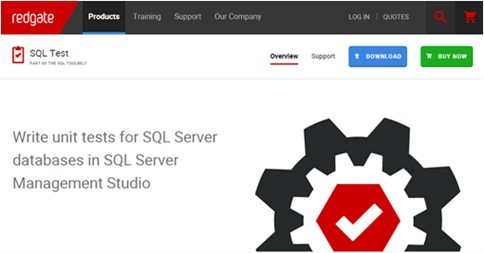 redgate
Products
Training
Support
Our Company
LOG IN
QUOTES
SQL Test
PART OF THE SQL TOOLBELT
Overview
Support
DOWNLOAD
BUY NOW
Write unit tests for SQL Server
databases in SQL Server
Management Studio